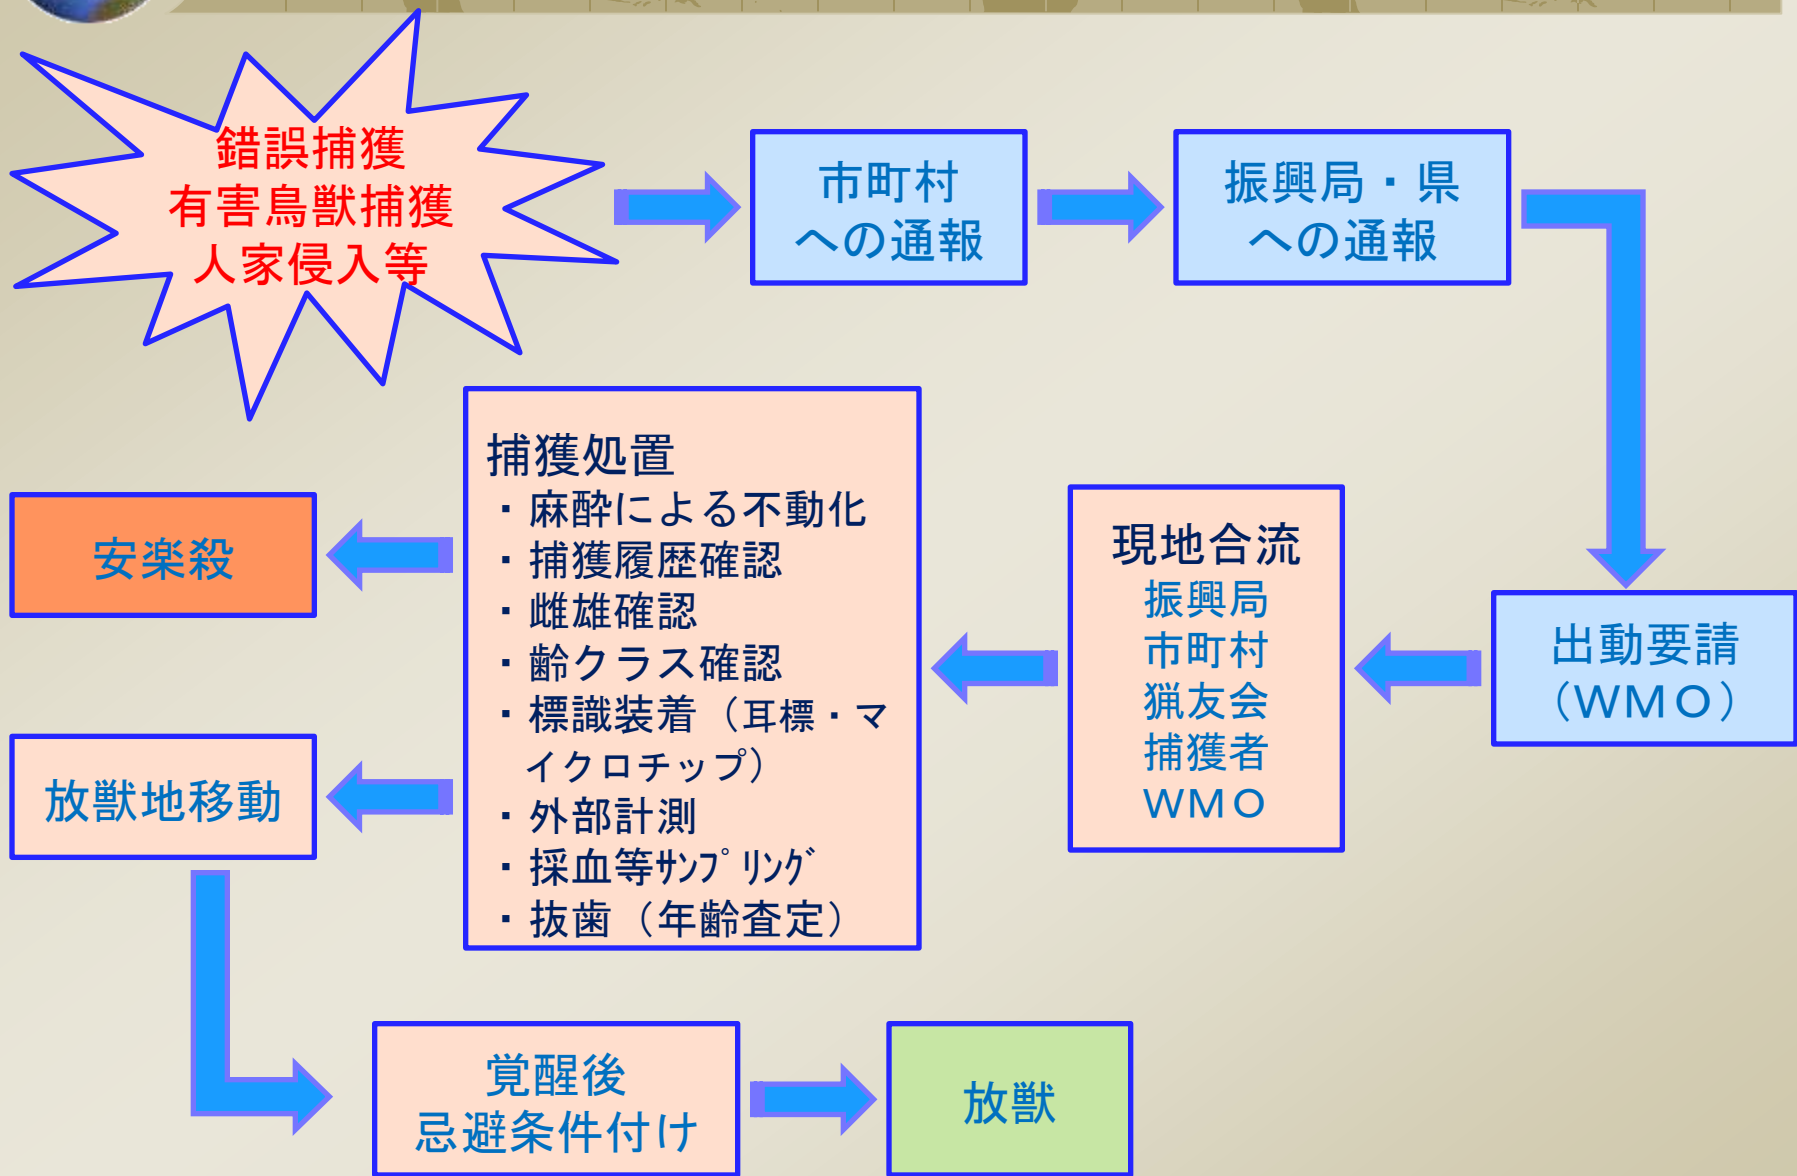 錯誤捕獲
有害鳥獣捕獲
人家侵入等
市町村
への通報
振興局・県
への通報
出動要請
（ＷＭＯ）
現地合流
振興局
市町村
猟友会
捕獲者
ＷＭＯ
捕獲処置
・麻酔による不動化
・捕獲履歴確認
・雌雄確認
・齢クラス確認
・標識装着（耳標・マ
イクロチップ）
・外部計測
・採血等ｻﾝﾌﾟﾘﾝｸﾞ
・抜歯（年齢査定）
安楽殺
放獣地移動
覚醒後
忌避条件付け
放獣